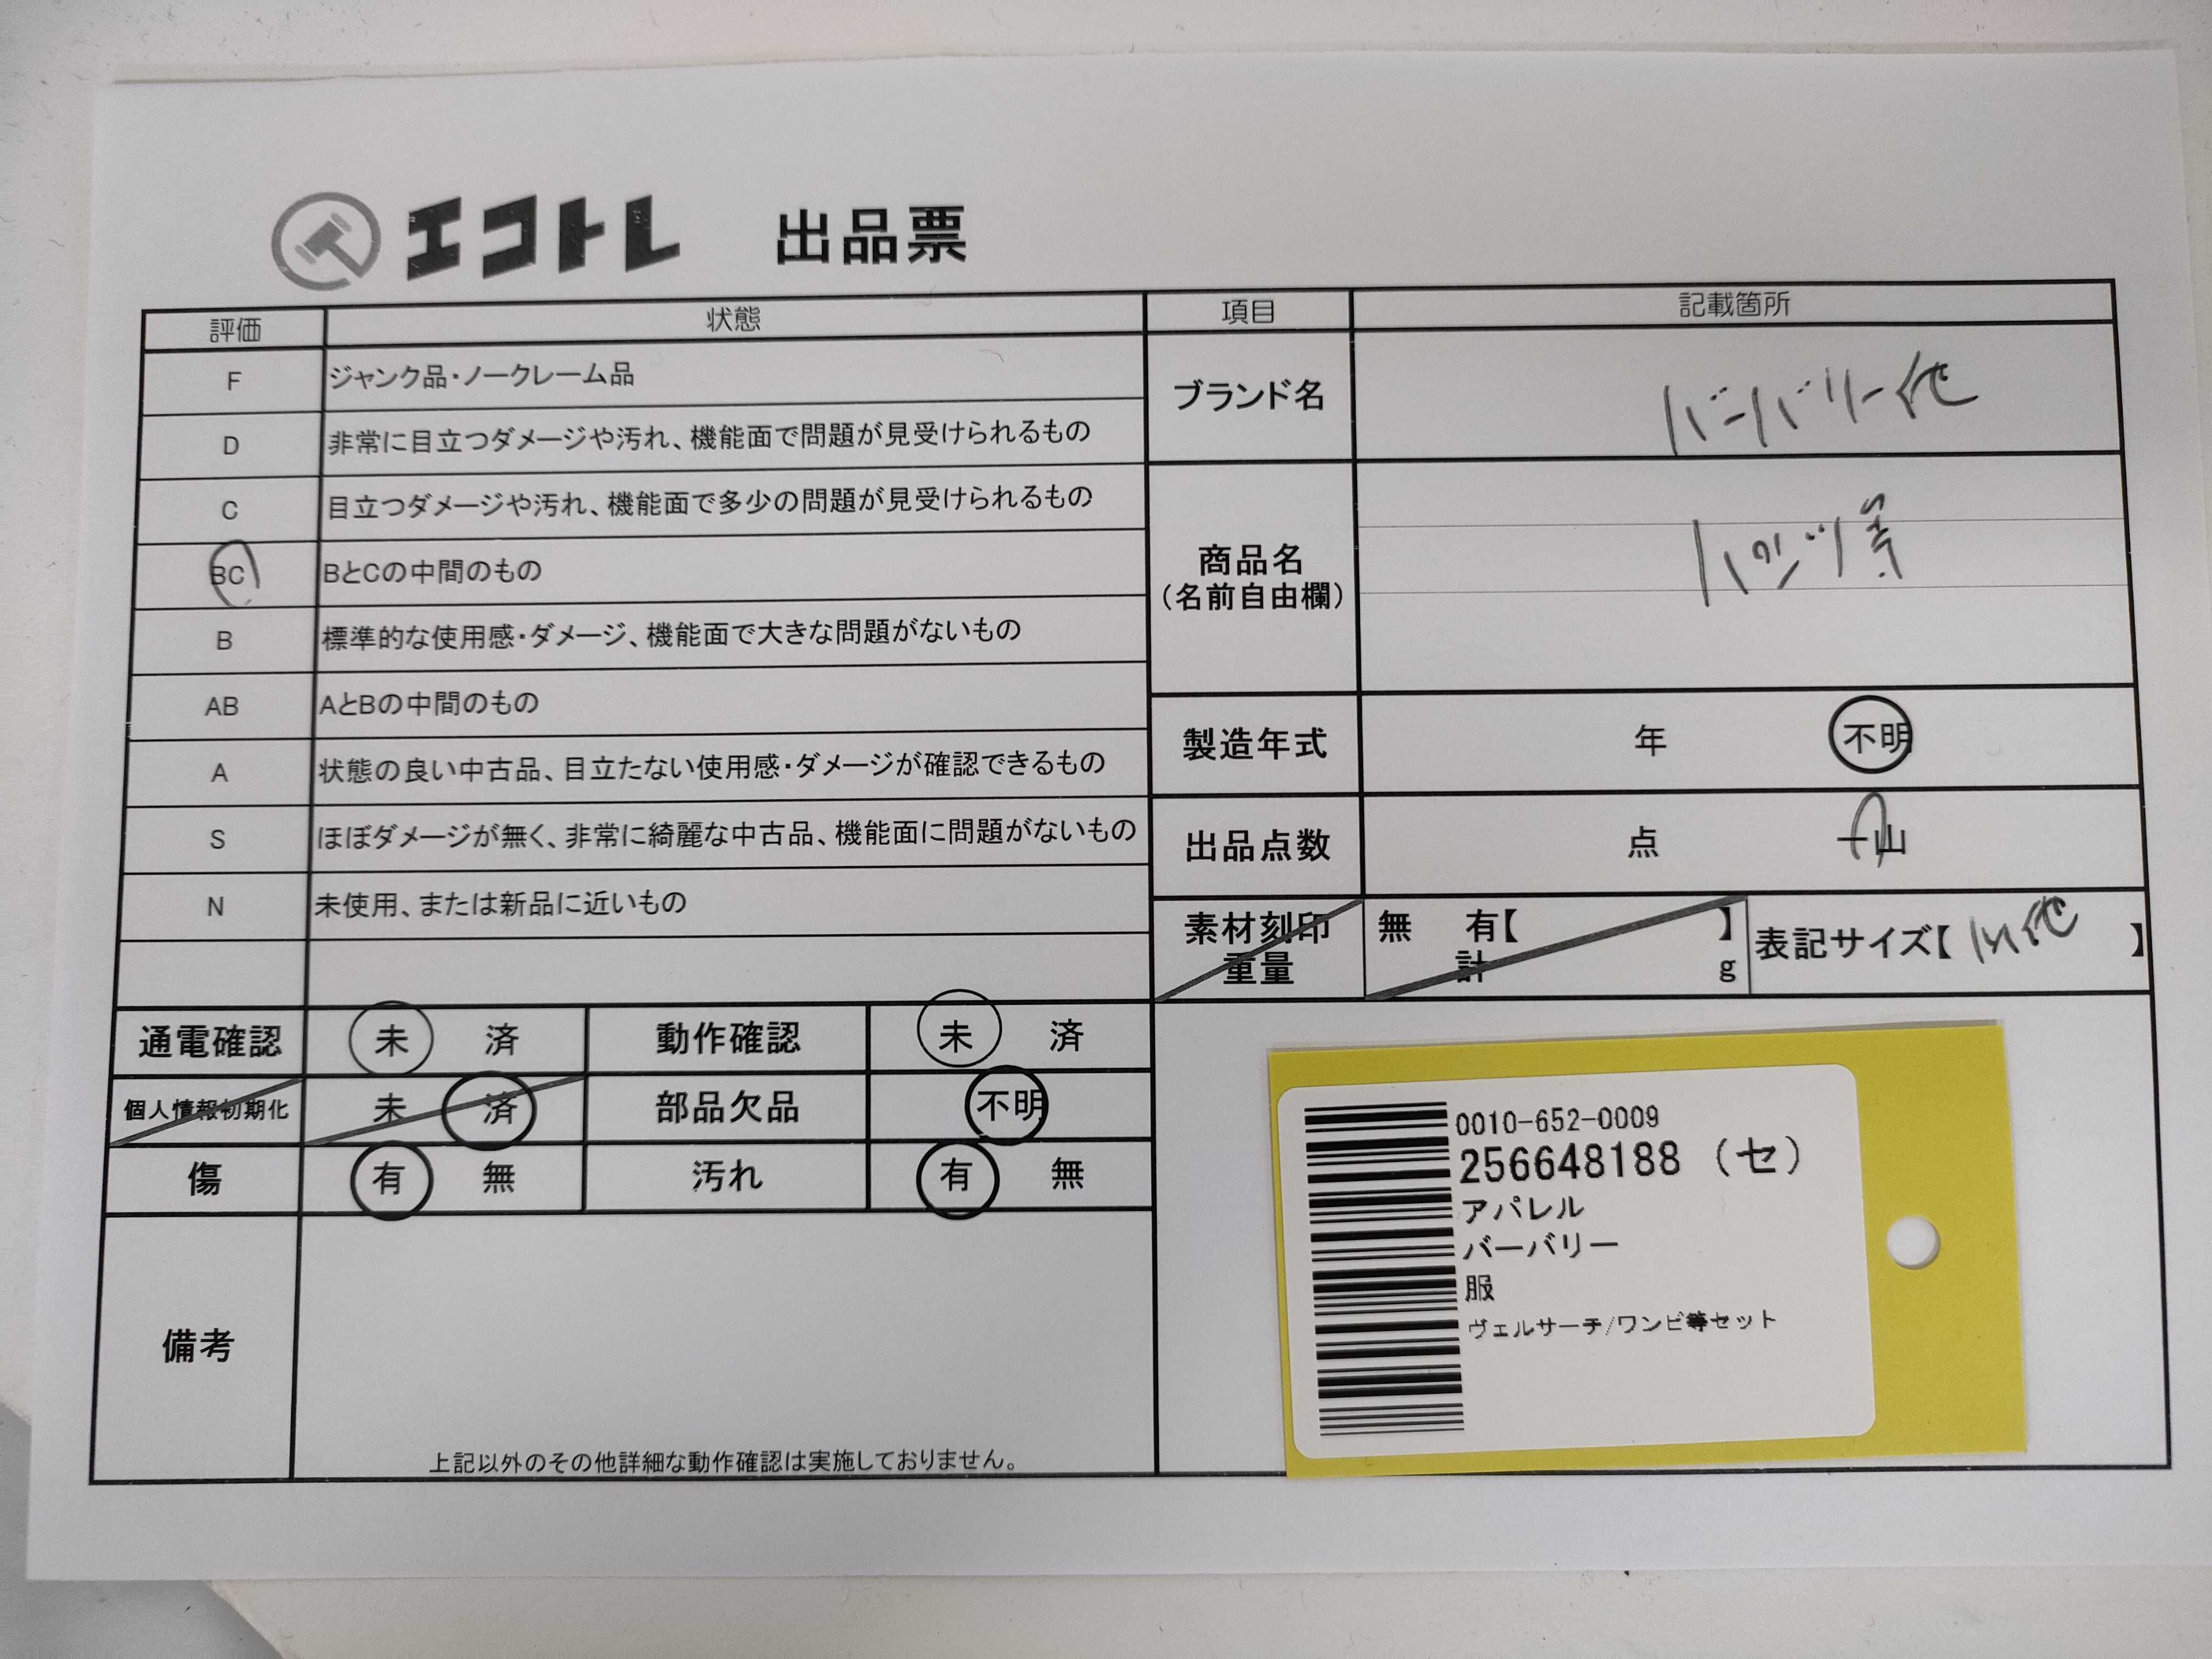 エコトレ 出品票
評価 状態 項目 記載箇所
F ジャンク品・ノークレーム品
D 非常に目立つダメージや汚れ、機能面で問題が見受けられるもの
C 目立つダメージや汚れ、機能面で多少の問題が見受けられるもの
BC BとCの中間のもの
B 標準的な使用感・ダメージ、機能面で大きな問題がないもの
AB AとBの中間のもの
A 状態の良い中古品、目立たない使用感・ダメージが確認できるもの
S ほぼダメージが無く、非常に綺麗な中古品、機能面に問題がないもの
N 未使用、または新品に近いもの
ブランド名 バーバリー他
商品名
(名前自由欄)
パンツ等
製造年式 年 不明
出品点数 点 一山
素材刻印
重量
無 有【 】
計 g
表記サイズ【 他 】
通電確認 未 済 動作確認 未 済
個人情報初期化 未 済 部品欠品 不明
傷 有 無 汚れ 有 無
備考
上記以外のその他詳細な動作確認は実施しておりません。
0010-652-0009
256648188 (セ)
アパレル
バーバリー
服
ヴェルサーチ/ワンピ等セット